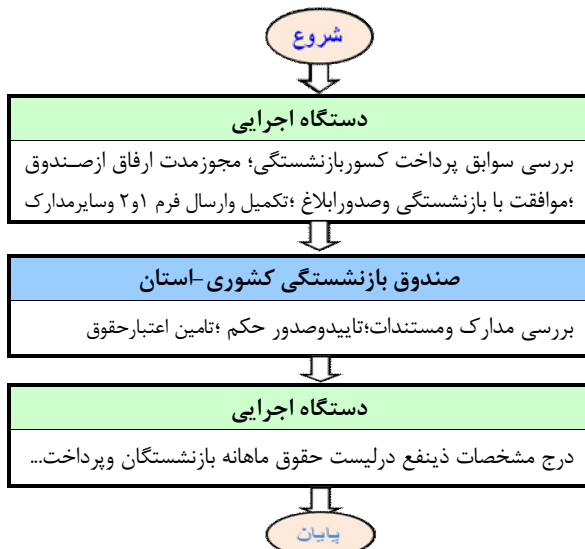 شروع
دستگاه اجرایی
بررسی سوابق پرداخت کسوربازنشستگی؛ مجوزمدت ارفاق ازصـندوق
؛موافقت با بازنشستگی وصدورابلاغ ؛تکمیل وارسال فرم ۱و۲ وسایرمدارک
صندوق بازنشستگی کشوری -استان
بررسی مدارک ومستندات؛تاییدوصدور حکم ؛تامین اعتبارحقوق
دستگاه اجرایی
درج مشخصات ذینفع درلیست حقوق ماهانه بازنشستگان وپرداخت...
پایان